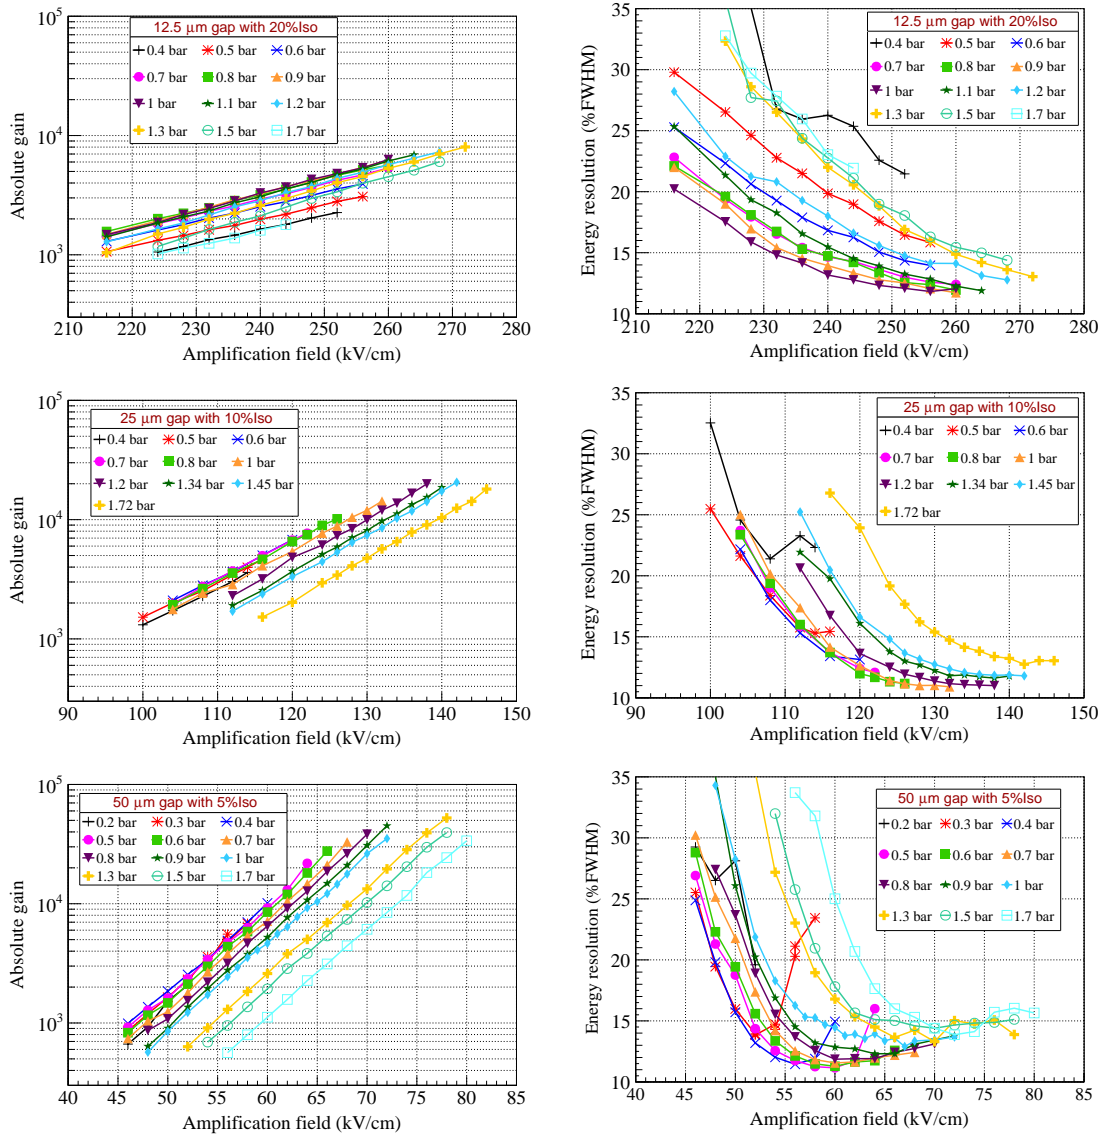 12.5 μm gap with 20%Iso
0.4 bar 0.5 bar 0.6 bar
0.7 bar 0.8 bar 0.9 bar
1 bar 1.1 bar 1.2 bar
1.3 bar 1.5 bar 1.7 bar
Absolute gain
10^5
10^4
10^3
210 220 230 240 250 260 270 280
Amplification field (kV/cm)
12.5 μm gap with 20%Iso
0.4 bar 0.5 bar 0.6 bar
0.7 bar 0.8 bar 0.9 bar
1 bar 1.1 bar 1.2 bar
1.3 bar 1.5 bar 1.7 bar
Energy resolution (%FWHM)
35
30
25
20
15
10
210 220 230 240 250 260 270 280
Amplification field (kV/cm)
25 μm gap with 10%Iso
0.4 bar 0.5 bar 0.6 bar
0.7 bar 0.8 bar 1 bar
1.2 bar 1.34 bar 1.45 bar
1.72 bar
Absolute gain
10^5
10^4
10^3
90 100 110 120 130 140 150
Amplification field (kV/cm)
25 μm gap with 10%Iso
0.4 bar 0.5 bar 0.6 bar
0.7 bar 0.8 bar 1 bar
1.2 bar 1.34 bar 1.45 bar
1.72 bar
Energy resolution (%FWHM)
35
30
25
20
15
10
90 100 110 120 130 140 150
Amplification field (kV/cm)
50 μm gap with 5%Iso
0.2 bar 0.3 bar 0.4 bar
0.5 bar 0.6 bar 0.7 bar
0.8 bar 0.9 bar 1 bar
1.3 bar 1.5 bar 1.7 bar
Absolute gain
10^5
10^4
10^3
40 45 50 55 60 65 70 75 80 85
Amplification field (kV/cm)
50 μm gap with 5%Iso
0.2 bar 0.3 bar 0.4 bar
0.5 bar 0.6 bar 0.7 bar
0.8 bar 0.9 bar 1 bar
1.3 bar 1.5 bar 1.7 bar
Energy resolution (%FWHM)
35
30
25
20
15
10
40 45 50 55 60 65 70 75 80 85
Amplification field (kV/cm)